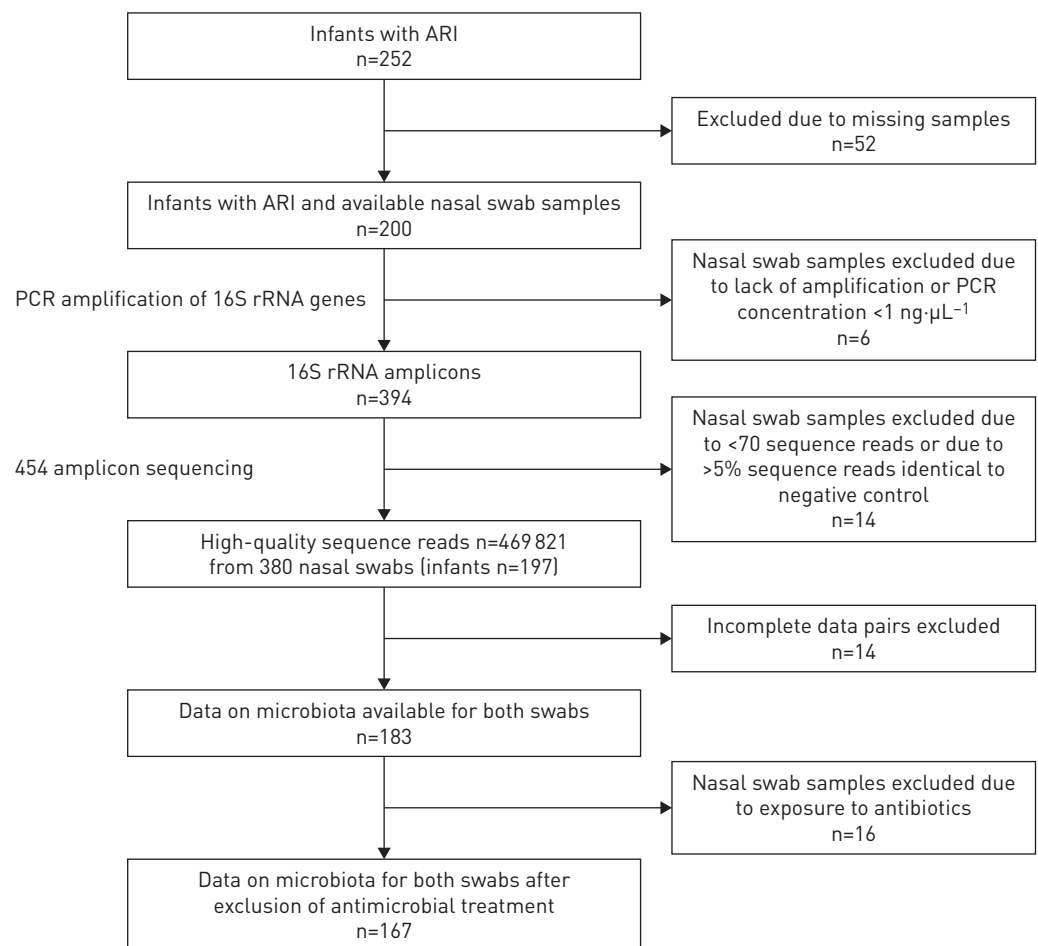 Infants with ARI
n=252
Excluded due to missing samples
n=52
Infants with ARI and available nasal swab samples
n=200
PCR amplification of 16S rRNA genes
Nasal swab samples excluded due
to lack of amplification or PCR
concentration <1 ng·µL⁻¹
n=6
16S rRNA amplicons
n=394
454 amplicon sequencing
Nasal swab samples excluded due
to <70 sequence reads or due to
>5% sequence reads identical to
negative control
n=14
High-quality sequence reads n=469 821
from 380 nasal swabs (infants n=197)
Incomplete data pairs excluded
n=14
Data on microbiota available for both swabs
n=183
Nasal swab samples excluded due
to exposure to antibiotics
n=16
Data on microbiota for both swabs after
exclusion of antimicrobial treatment
n=167